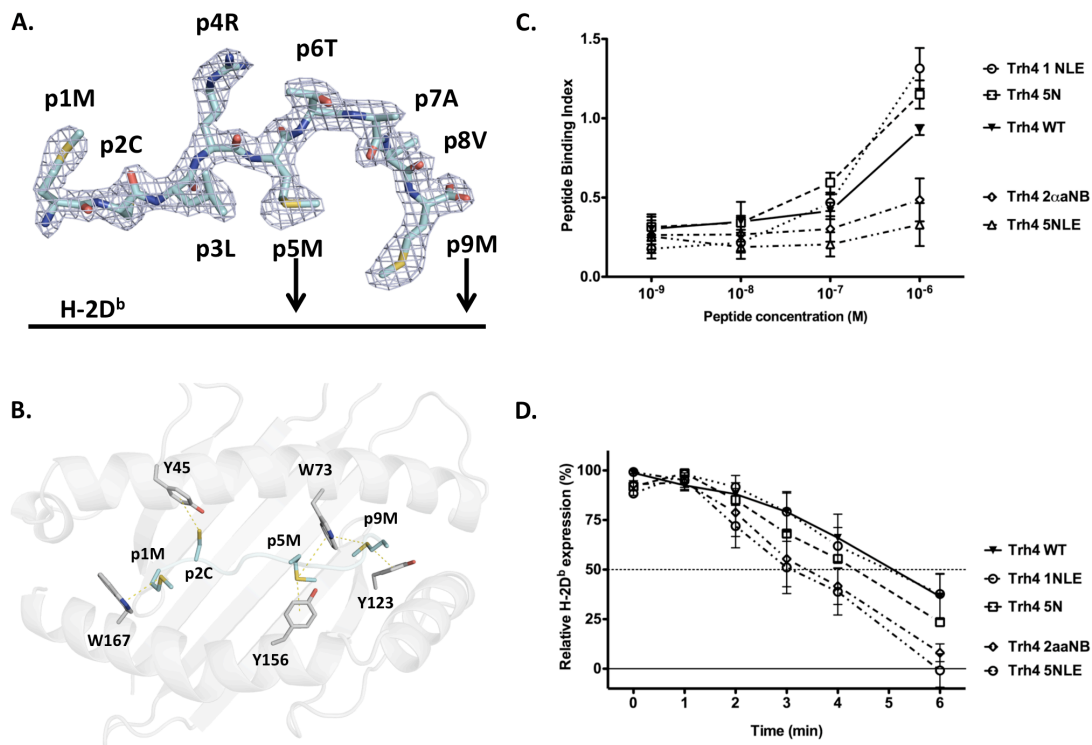 A.
p4R
p6T
p1M
p7A
p2C
p8V
p3L
p5M
p9M
H-2Dᵇ
B.
Y45
W73
p9M
p1M
p5M
p2C
Y123
W167
Y156
C.
1.5
1.0
0.5
0.0
Peptide Binding Index
10⁻⁹
10⁻⁸
10⁻⁷
10⁻⁶
Peptide concentration (M)
Trh4 1 NLE
Trh4 5N
Trh4 WT
Trh4 2αaNB
Trh4 5NLE
D.
100
75
50
25
0
Relative H-2Dᵇ expression (%)
0
1
2
3
4
5
6
Time (min)
Trh4 WT
Trh4 1NLE
Trh4 5N
Trh4 2aaNB
Trh4 5NLE